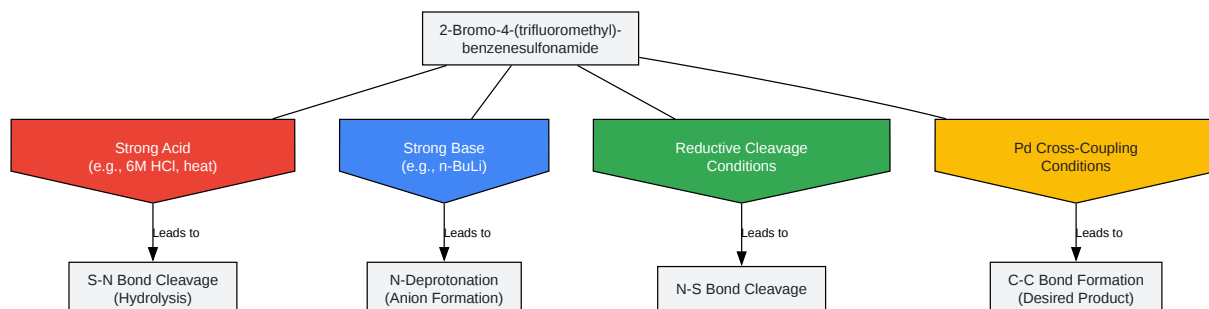 2-Bromo-4-(trifluoromethyl)-
benzenesulfonamide
Strong Acid
(e.g., 6M HCl, heat)
Strong Base
(e.g., n-BuLi)
Reductive Cleavage
Conditions
Pd Cross-Coupling
Conditions
Leads to
Leads to
Leads to
Leads to
S-N Bond Cleavage
(Hydrolysis)
N-Deprotonation
(Anion Formation)
N-S Bond Cleavage
C-C Bond Formation
(Desired Product)